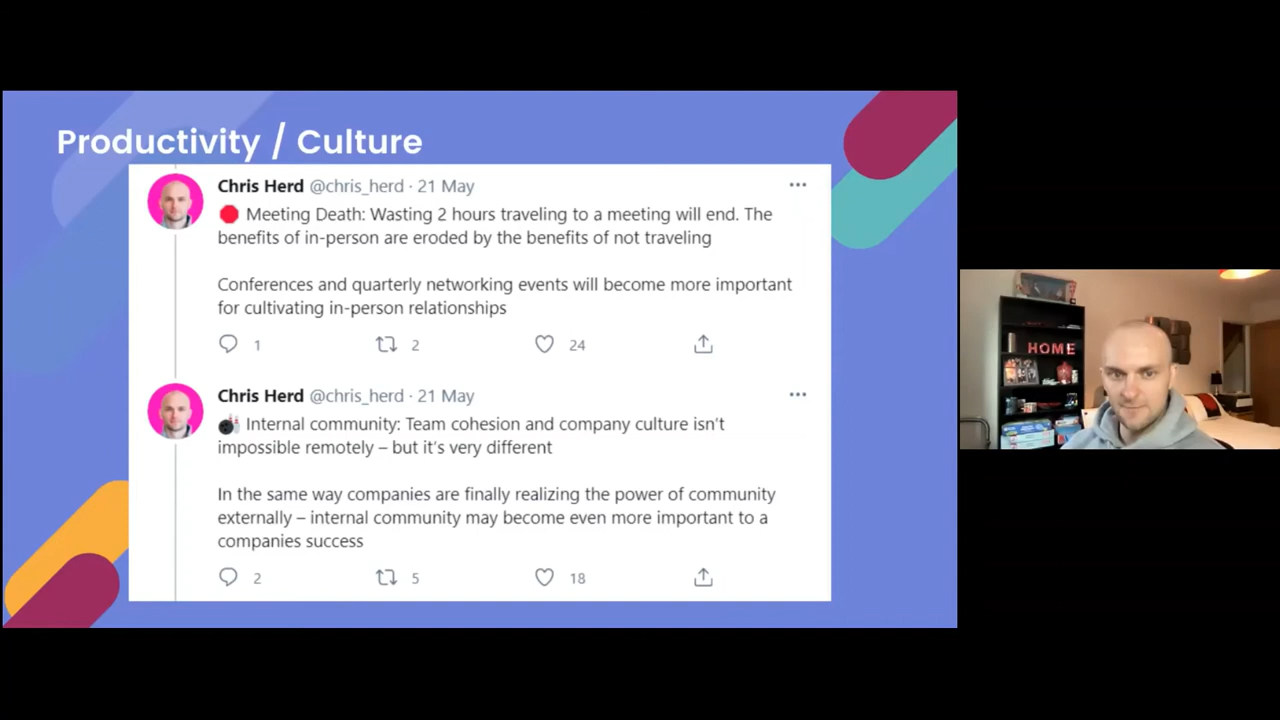 Productivity / Culture
Chris Herd @chris_herd · 21 May
Meeting Death: Wasting 2 hours traveling to a meeting will end. The
benefits of in-person are eroded by the benefits of not traveling
Conferences and quarterly networking events will become more important
for cultivating in-person relationships
1 2 24
Chris Herd @chris_herd · 21 May
Internal community: Team cohesion and company culture isn't
impossible remotely – but it's very different
In the same way companies are finally realizing the power of community
externally – internal community may become even more important to a
companies success
2 5 18
HOME